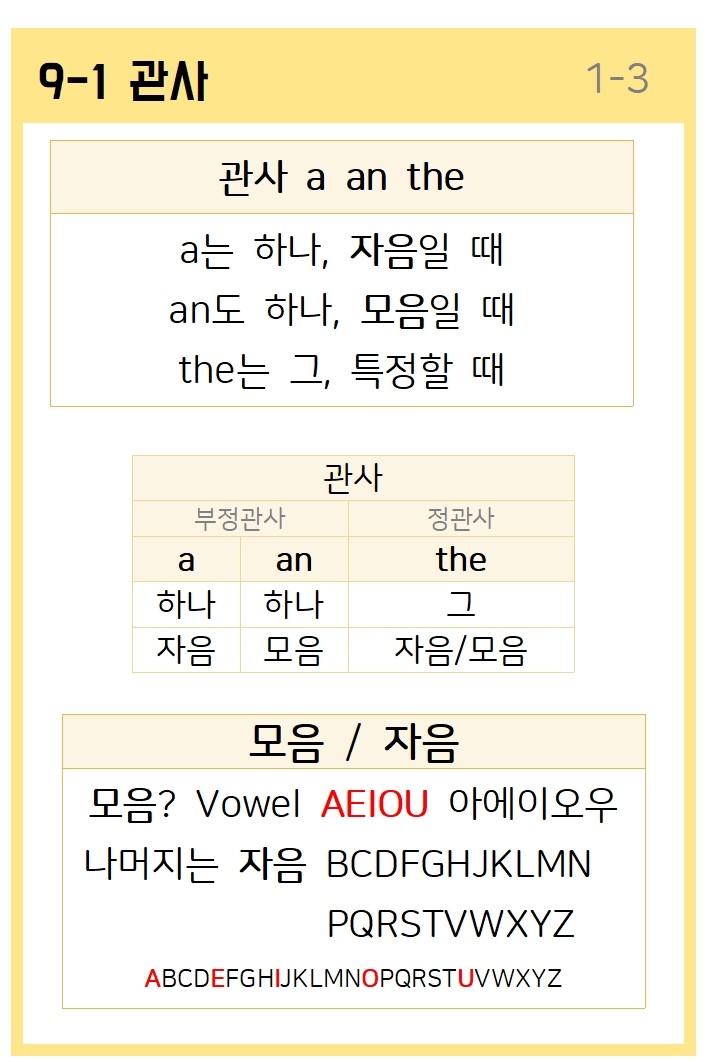 9-1 관사 1-3
관사 a an the
a는 하나, 자음일 때
an도 하나, 모음일 때
the는 그, 특정할 때
관사
부정관사 정관사
a an the
하나 하나 그
자음 모음 자음/모음
모음 / 자음
모음? Vowel AEIOU 아에이오우
나머지는 자음 BCDFGHJKLMN
PQRSTVWXYZ
ABCDEFGHIJKLMNOPQRSTUVWXYZ